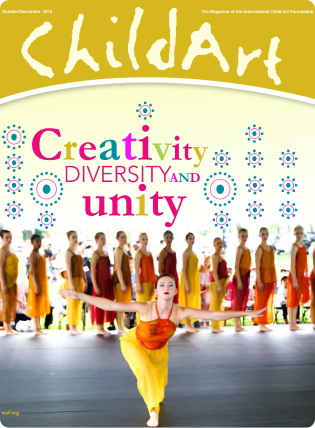 October/December 2015
The Magazine of the International Child Art Foundation
ChildArt
Creativity
DIVERSITY AND
unity
icaf.org